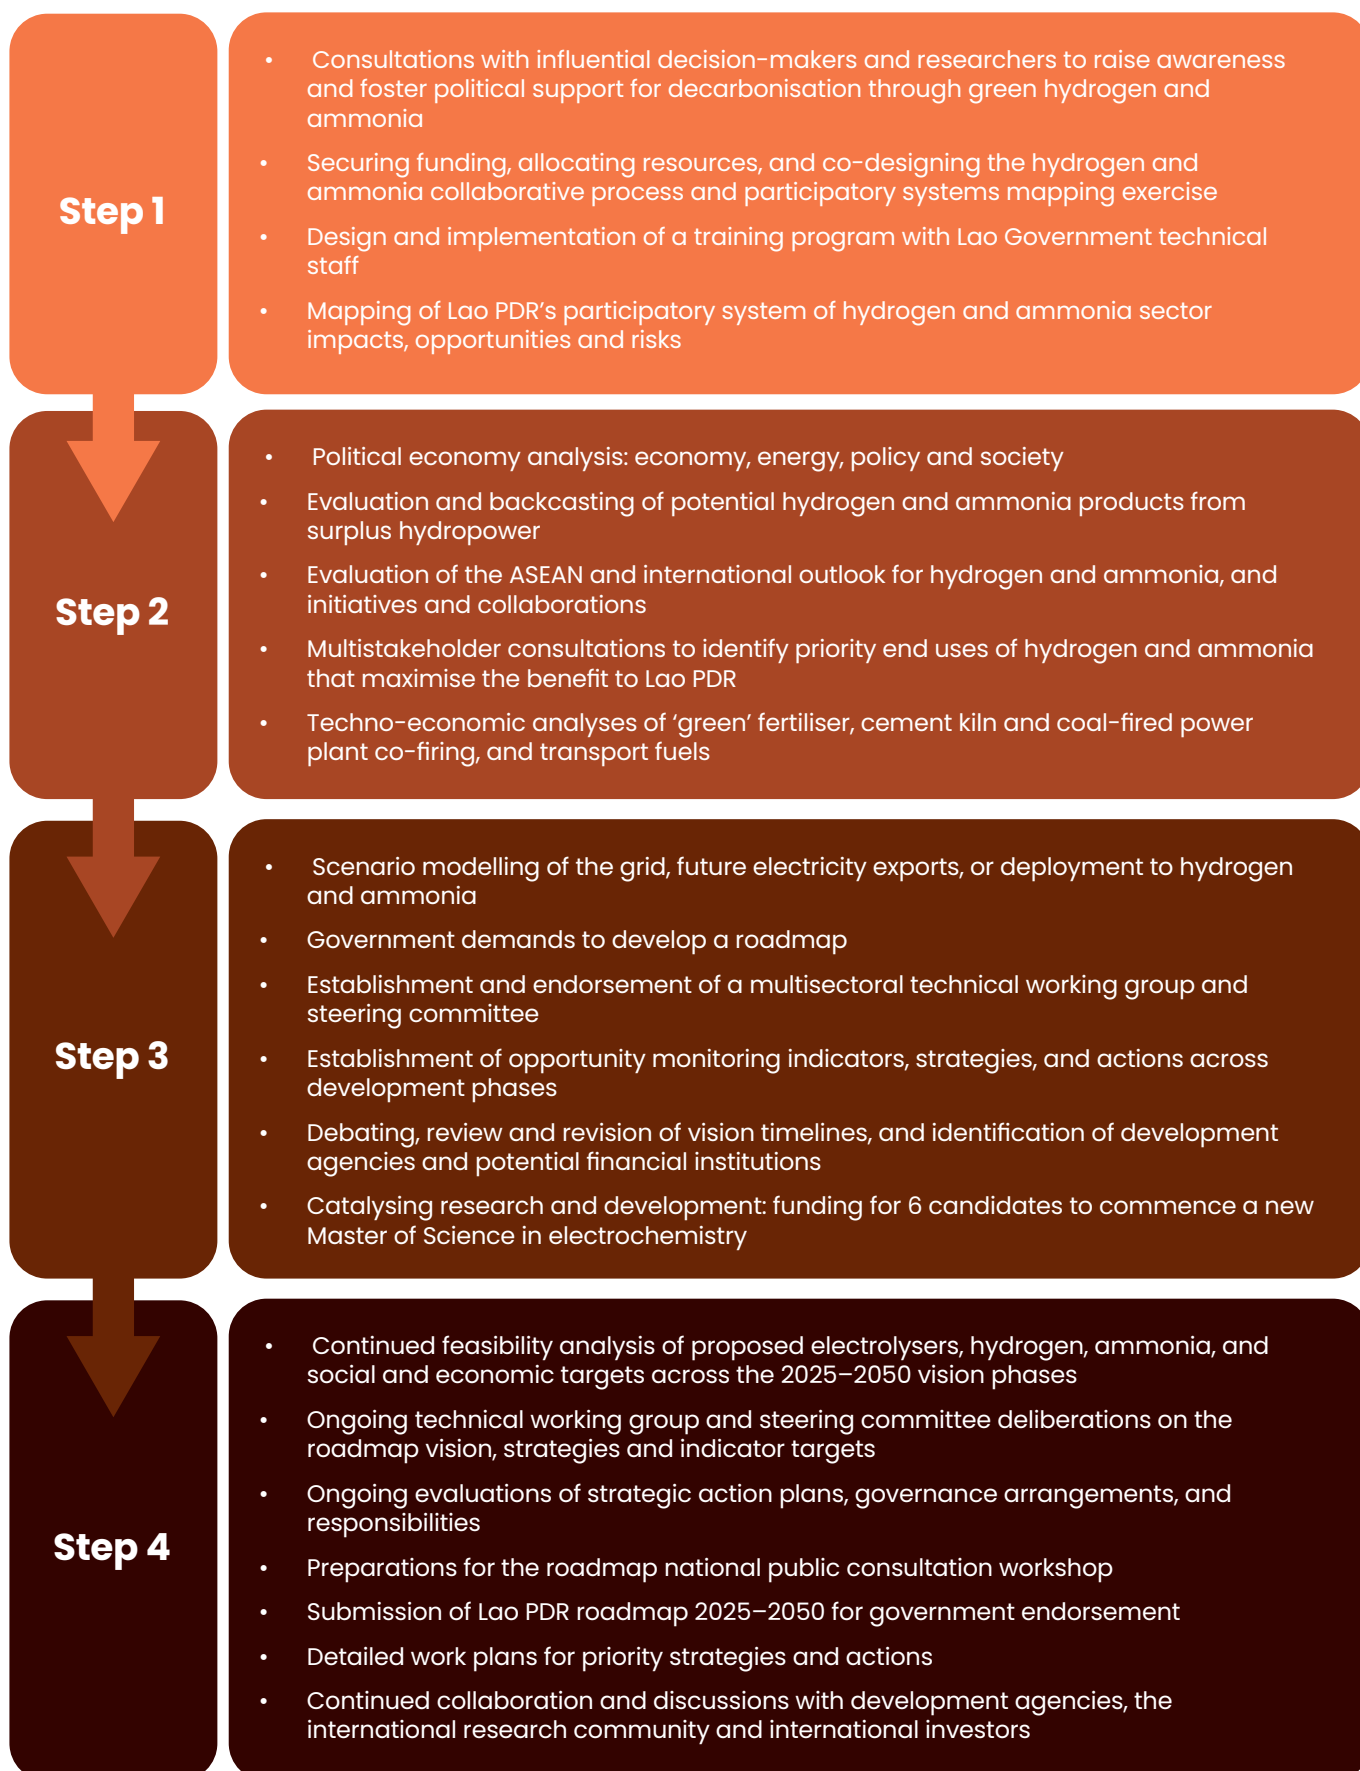 Step 1
• Consultations with influential decision-makers and researchers to raise awareness
and foster political support for decarbonisation through green hydrogen and
ammonia
• Securing funding, allocating resources, and co-designing the hydrogen and
ammonia collaborative process and participatory systems mapping exercise
• Design and implementation of a training program with Lao Government technical
staff
• Mapping of Lao PDR’s participatory system of hydrogen and ammonia sector
impacts, opportunities and risks
Step 2
• Political economy analysis: economy, energy, policy and society
• Evaluation and backcasting of potential hydrogen and ammonia products from
surplus hydropower
• Evaluation of the ASEAN and international outlook for hydrogen and ammonia, and
initiatives and collaborations
• Multistakeholder consultations to identify priority end uses of hydrogen and ammonia
that maximise the benefit to Lao PDR
• Techno-economic analyses of ‘green’ fertiliser, cement kiln and coal-fired power
plant co-firing, and transport fuels
Step 3
• Scenario modelling of the grid, future electricity exports, or deployment to hydrogen
and ammonia
• Government demands to develop a roadmap
• Establishment and endorsement of a multisectoral technical working group and
steering committee
• Establishment of opportunity monitoring indicators, strategies, and actions across
development phases
• Debating, review and revision of vision timelines, and identification of development
agencies and potential financial institutions
• Catalysing research and development: funding for 6 candidates to commence a new
Master of Science in electrochemistry
Step 4
• Continued feasibility analysis of proposed electrolysers, hydrogen, ammonia, and
social and economic targets across the 2025–2050 vision phases
• Ongoing technical working group and steering committee deliberations on the
roadmap vision, strategies and indicator targets
• Ongoing evaluations of strategic action plans, governance arrangements, and
responsibilities
• Preparations for the roadmap national public consultation workshop
• Submission of Lao PDR roadmap 2025–2050 for government endorsement
• Detailed work plans for priority strategies and actions
• Continued collaboration and discussions with development agencies, the
international research community and international investors